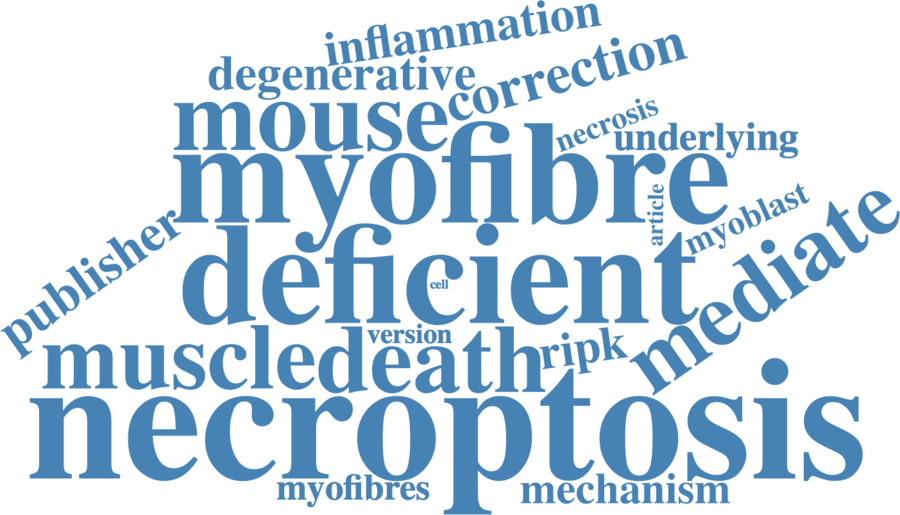 inflammation
degenerative
correction
mouse
necrosis
underlying
myofibre
article
myoblast
publisher
deficient
cell
mediate
version
muscle
death
ripk
necroptosis
myofibres
mechanism